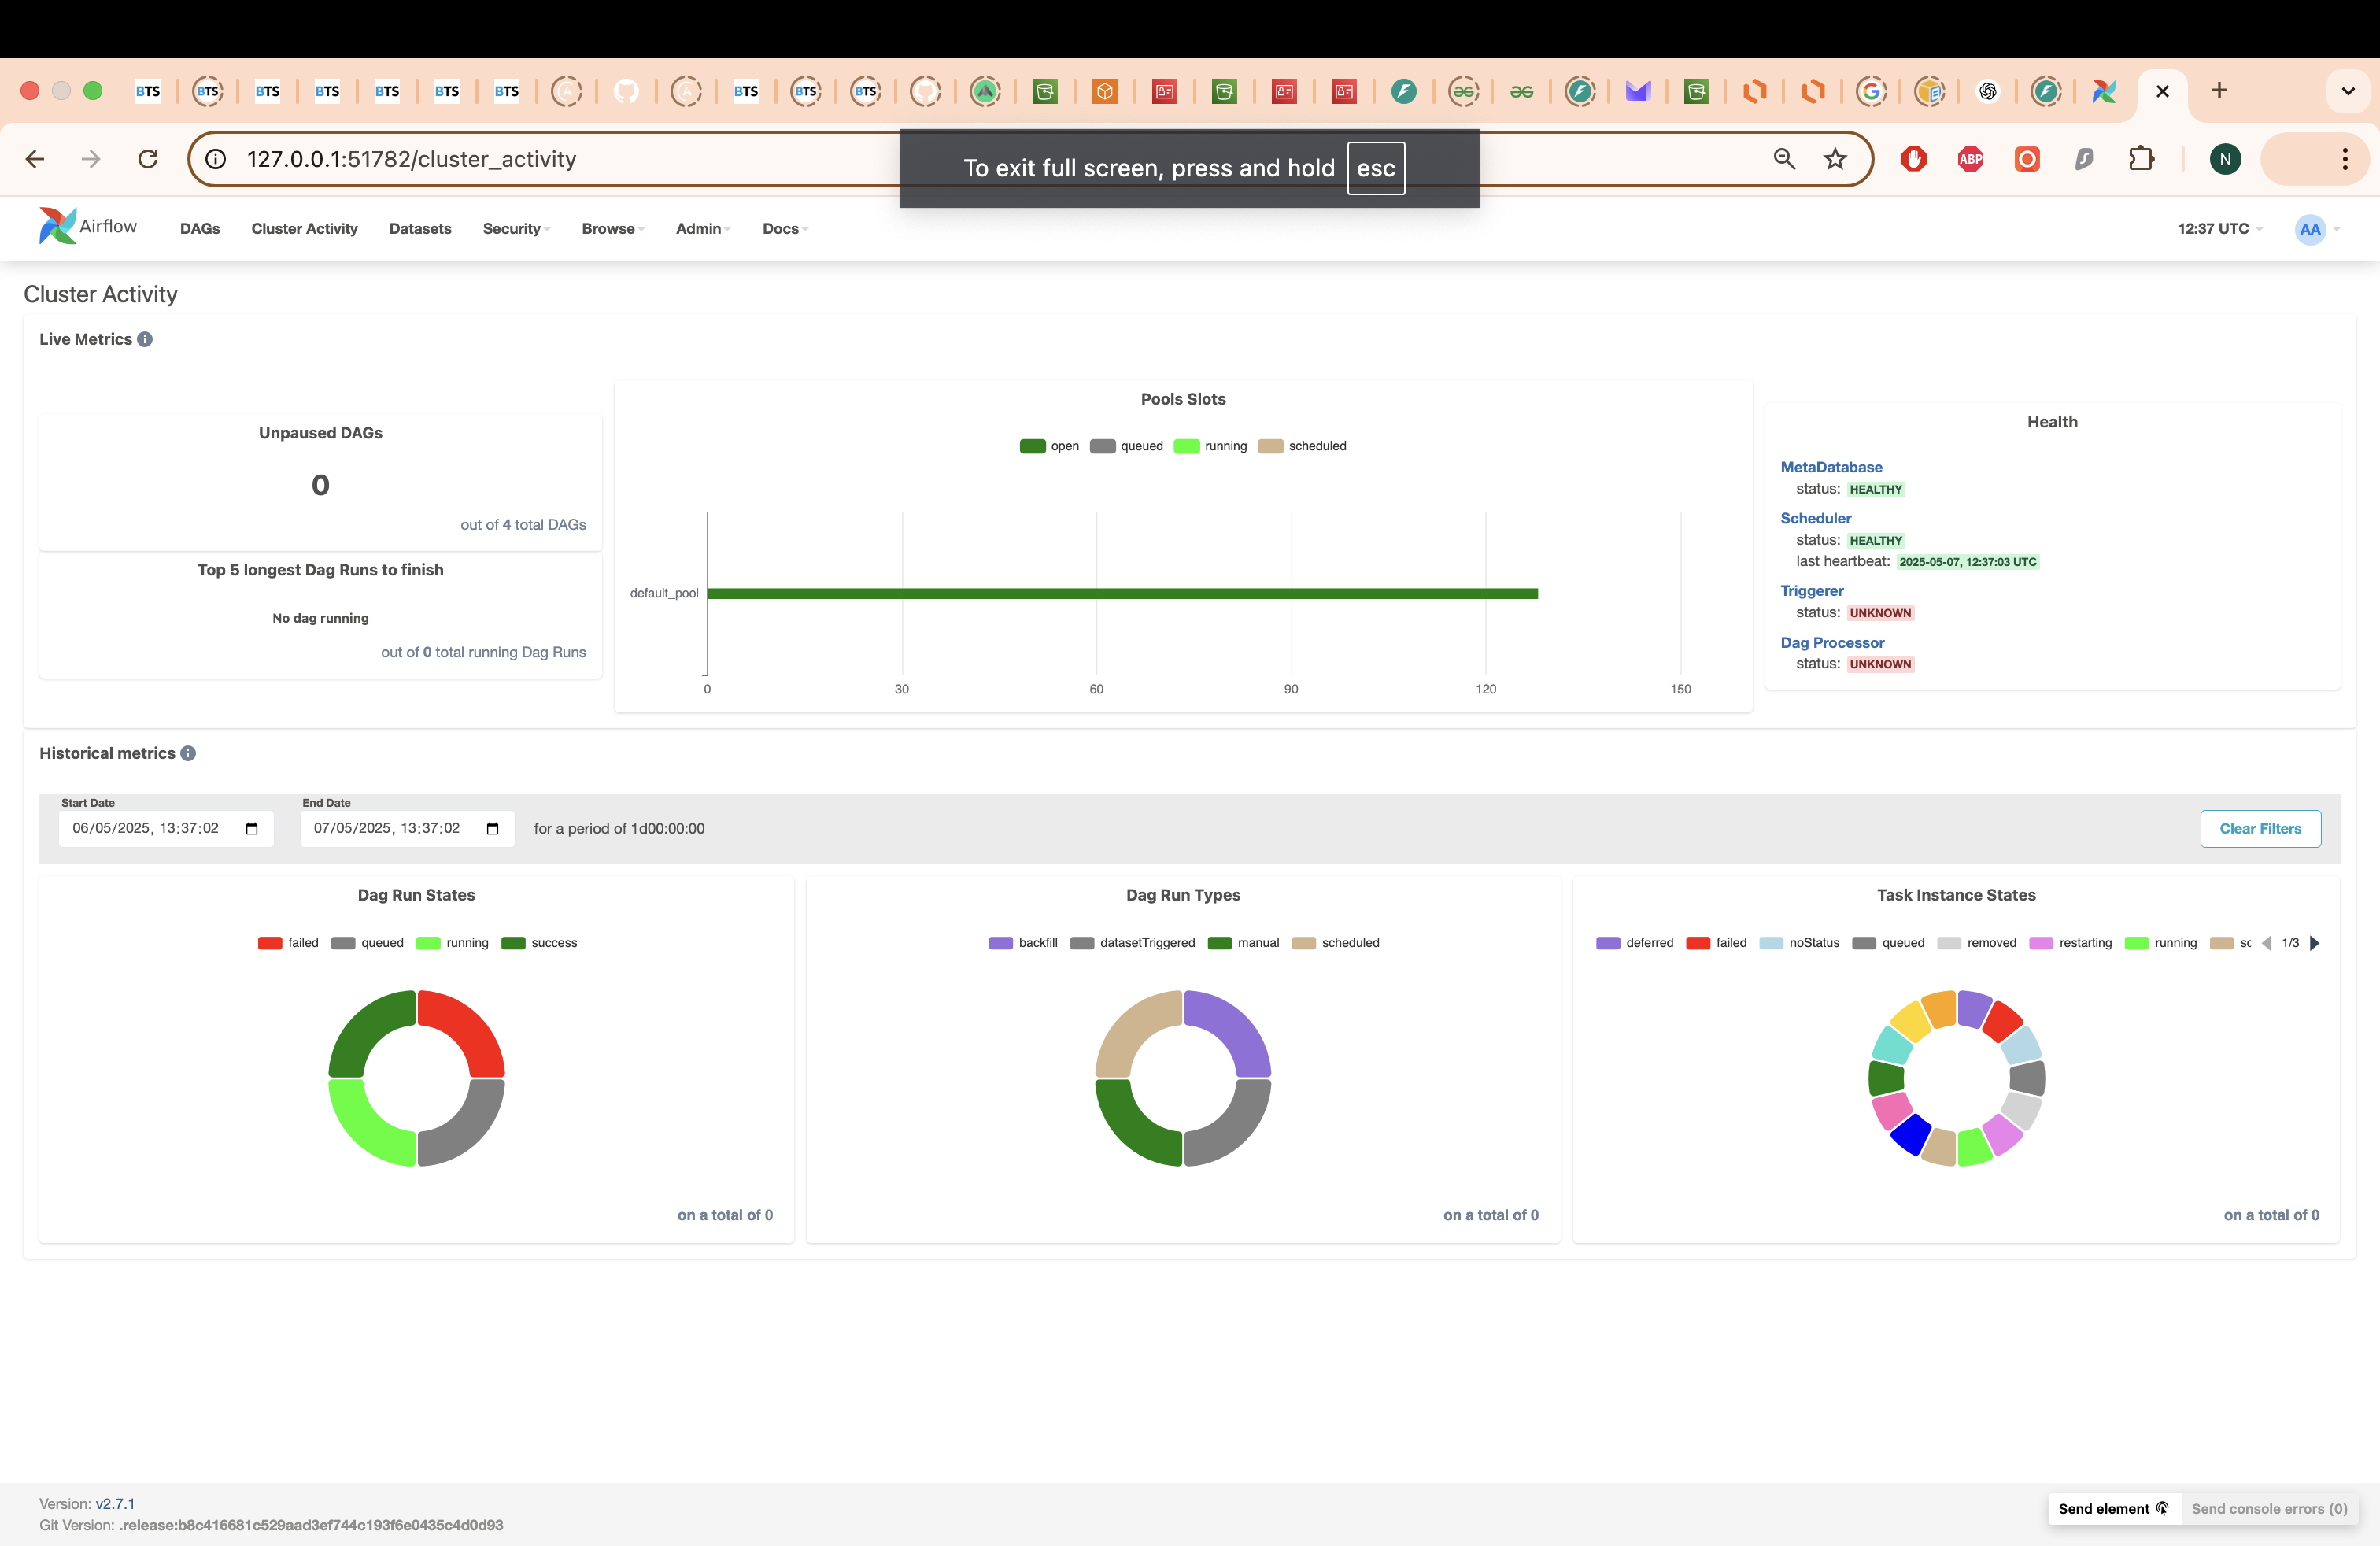 BTS BTS BTS BTS BTS BTS BTS BTS BTS BTS
127.0.0.1:51782/cluster_activity
To exit full screen, press and hold esc
ABP
N
Airflow
DAGs Cluster Activity Datasets Security Browse Admin Docs
12:37 UTC
AA
Cluster Activity
Live Metrics
Unpaused DAGs
0
out of 4 total DAGs
Top 5 longest Dag Runs to finish
No dag running
out of 0 total running Dag Runs
Pools Slots
open queued running scheduled
default_pool
0 30 60 90 120 150
Health
MetaDatabase
status: HEALTHY
Scheduler
status: HEALTHY
last heartbeat: 2025-05-07, 12:37:03 UTC
Triggerer
status: UNKNOWN
Dag Processor
status: UNKNOWN
Historical metrics
Start Date
06/05/2025, 13:37:02
End Date
07/05/2025, 13:37:02
for a period of 1d00:00:00
Clear Filters
Dag Run States
failed queued running success
on a total of 0
Dag Run Types
backfill datasetTriggered manual scheduled
on a total of 0
Task Instance States
deferred failed noStatus queued removed restarting running sc 1/3
on a total of 0
Version: v2.7.1
Git Version: .release:b8c416681c529aad3ef744c193f6e0435c4d0d93
Send element
Send console errors (0)